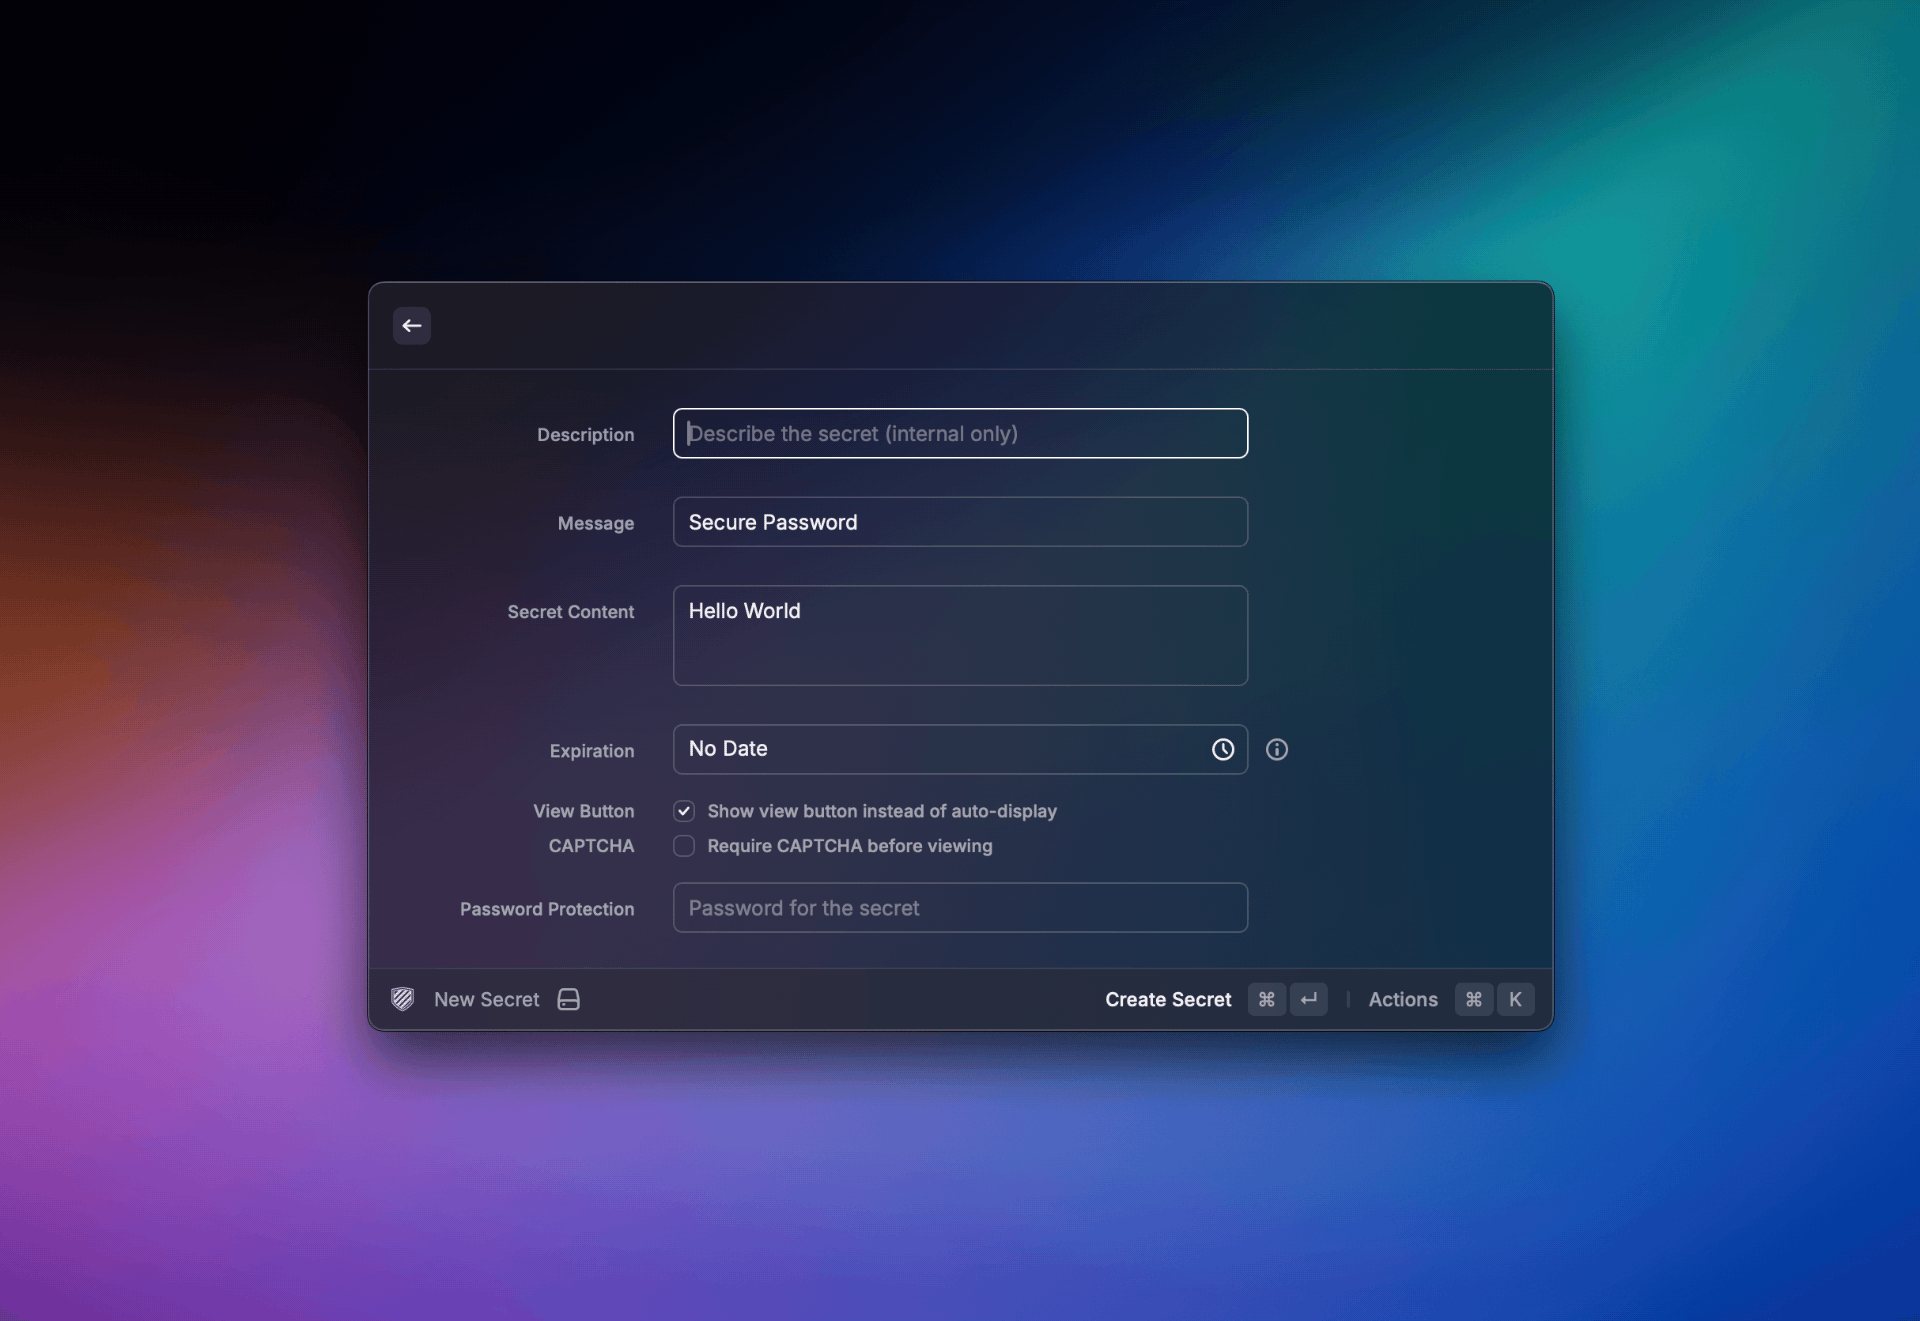 Description
Describe the secret (internal only)
Message
Secure Password
Secret Content
Hello World
Expiration
No Date
View Button
Show view button instead of auto-display
CAPTCHA
Require CAPTCHA before viewing
Password Protection
Password for the secret
New Secret
Create Secret ⌘ ↵
Actions ⌘ K